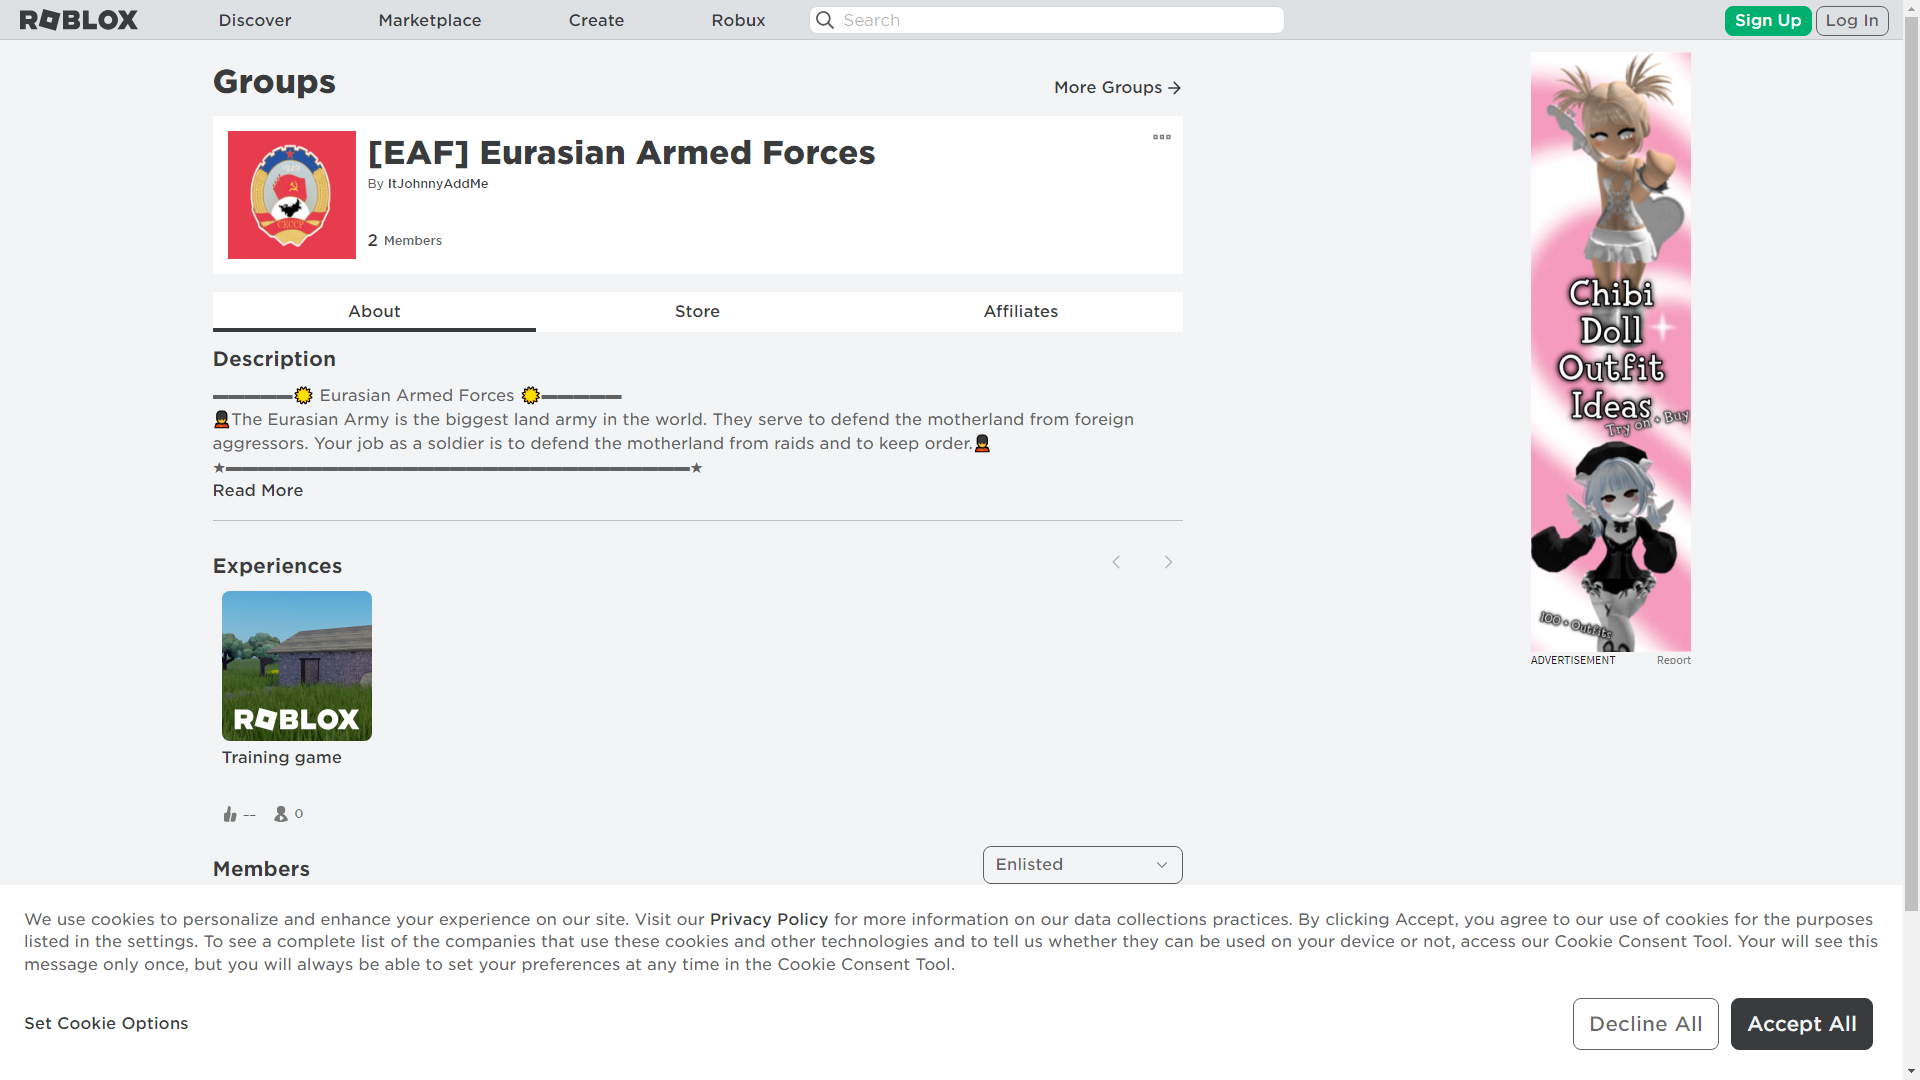 ROBLOX
Discover
Marketplace
Create
Robux
Search
Sign Up
Log In
Groups
More Groups →
[EAF] Eurasian Armed Forces
By ItJohnnyAddMe
2 Members
СЕССР
About
Store
Affiliates
Description
▬▬▬▬▬ Eurasian Armed Forces ▬▬▬▬▬
The Eurasian Army is the biggest land army in the world. They serve to defend the motherland from foreign
aggressors. Your job as a soldier is to defend the motherland from raids and to keep order.
★▬▬▬▬▬▬▬▬▬▬▬▬▬▬▬▬▬▬▬▬▬▬▬▬▬▬▬▬▬★
Read More
Experiences
ROBLOX
Training game
--
0
Members
Enlisted
Chibi
Doll
Outfit
Ideas
Try on + Buy
100 + Outfits
ADVERTISEMENT
Report
We use cookies to personalize and enhance your experience on our site. Visit our Privacy Policy for more information on our data collections practices. By clicking Accept, you agree to our use of cookies for the purposes
listed in the settings. To see a complete list of the companies that use these cookies and other technologies and to tell us whether they can be used on your device or not, access our Cookie Consent Tool. Your will see this
message only once, but you will always be able to set your preferences at any time in the Cookie Consent Tool.
Set Cookie Options
Decline All
Accept All